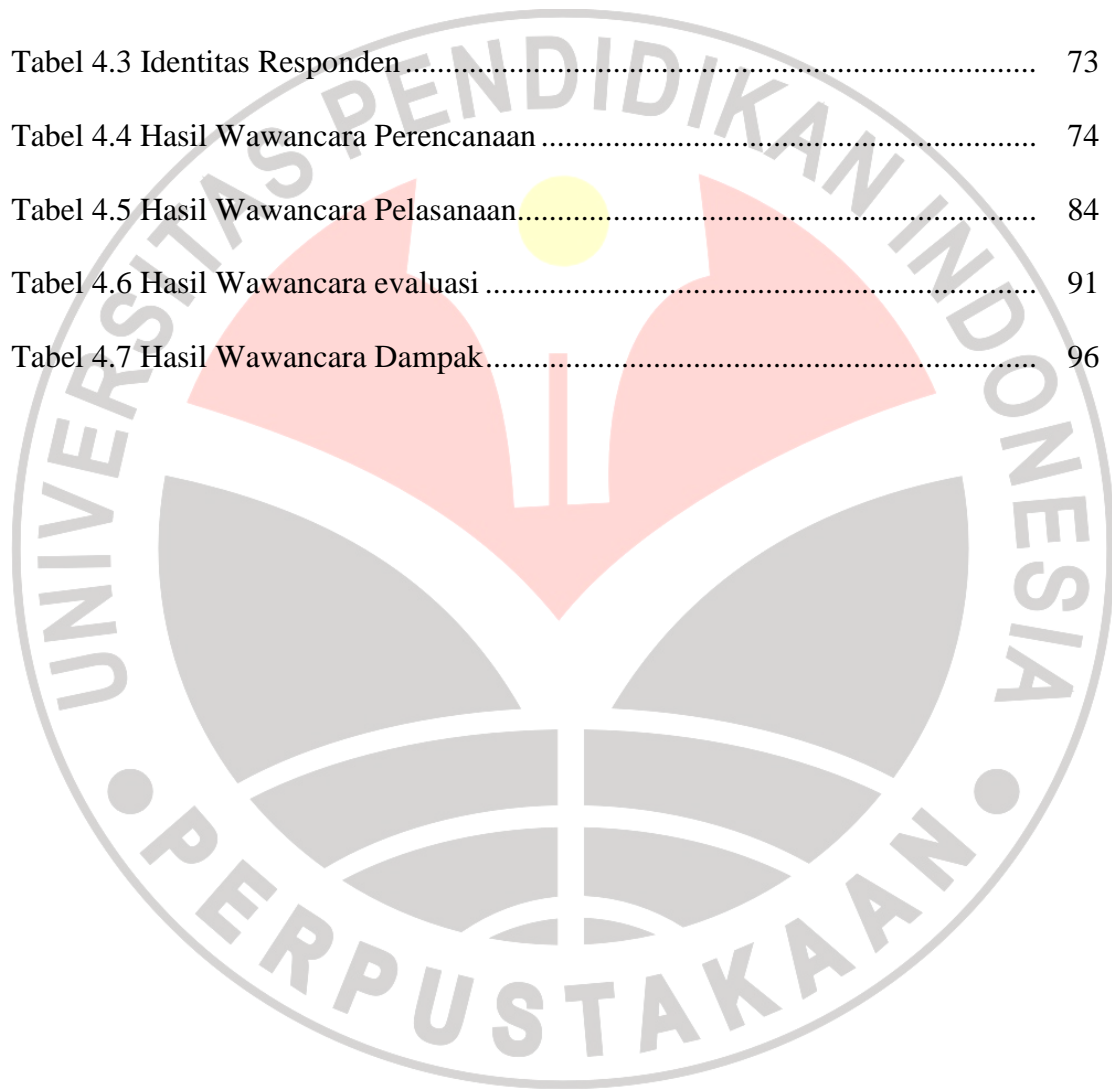 Tabel 4.3 Identitas Responden ............................................................................... 73
Tabel 4.4 Hasil Wawancara Perencanaan .............................................................. 74
Tabel 4.5 Hasil Wawancara Pelasanaan................................................................. 84
Tabel 4.6 Hasil Wawancara evaluasi ..................................................................... 91
Tabel 4.7 Hasil Wawancara Dampak..................................................................... 96
UNIVERSITAS PENDIDIKAN INDONESIA
PERPUSTAKAAN